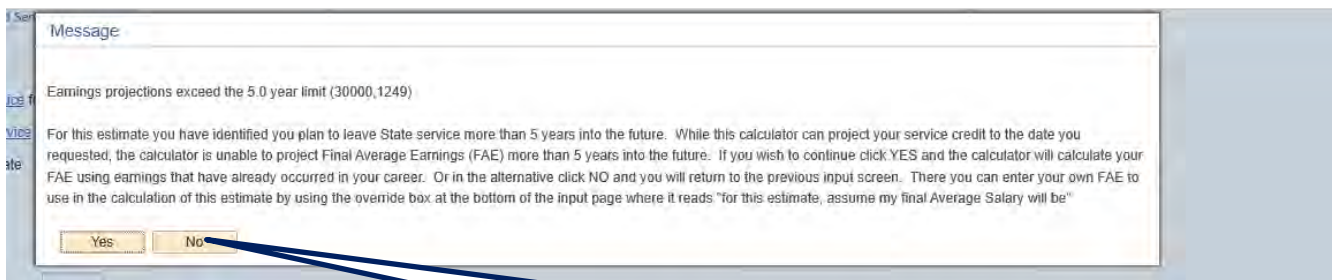 Message
Earnings projections exceed the 5.0 year limit (30000,1249)
For this estimate you have identified you plan to leave State service more than 5 years into the future. While this calculator can project your service credit to the date you
requested, the calculator is unable to project Final Average Earnings (FAE) more than 5 years into the future. If you wish to continue click YES and the calculator will calculate your
FAE using earnings that have already occurred in your career. Or in the alternative click NO and you will return to the previous input screen. There you can enter your own FAE to
use in the calculation of this estimate by using the override box at the bottom of the input page where it reads "for this estimate, assume my final Average Salary will be"
Yes No